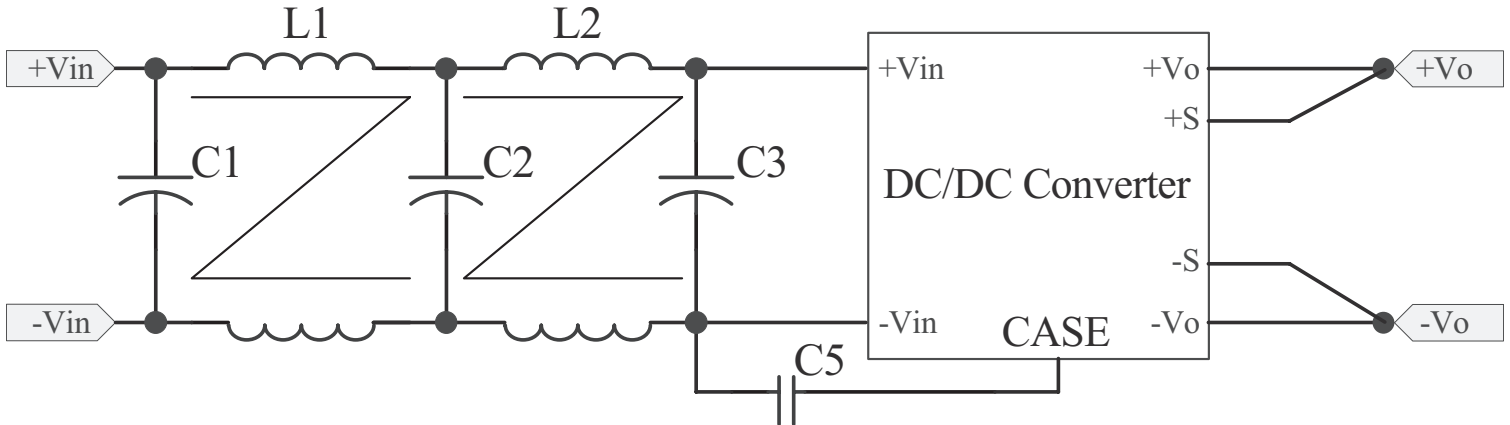 L1
L2
+Vin
+Vin
+Vo
+Vo
+S
C1
C2
C3
DC/DC Converter
-S
-Vin
-Vin
CASE
-Vo
-Vo
C5